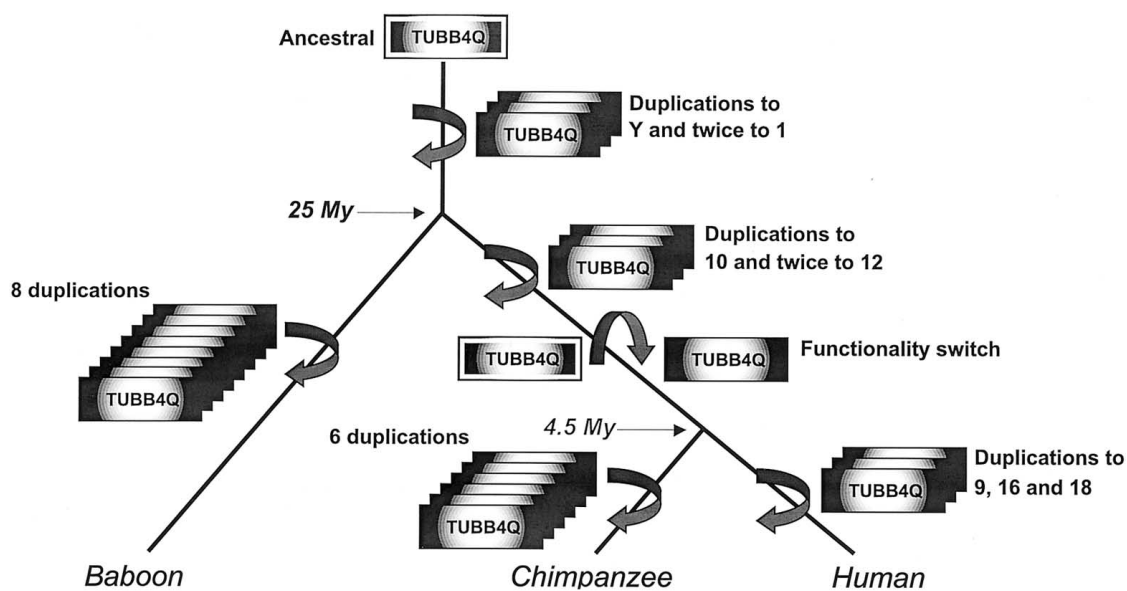 Ancestral
TUBB4Q
TUBB4Q
Duplications to
Y and twice to 1
25 My
TUBB4Q
Duplications to
10 and twice to 12
8 duplications
TUBB4Q
TUBB4Q
TUBB4Q
Functionality switch
4.5 My
6 duplications
TUBB4Q
TUBB4Q
Duplications to
9, 16 and 18
Baboon
Chimpanzee
Human